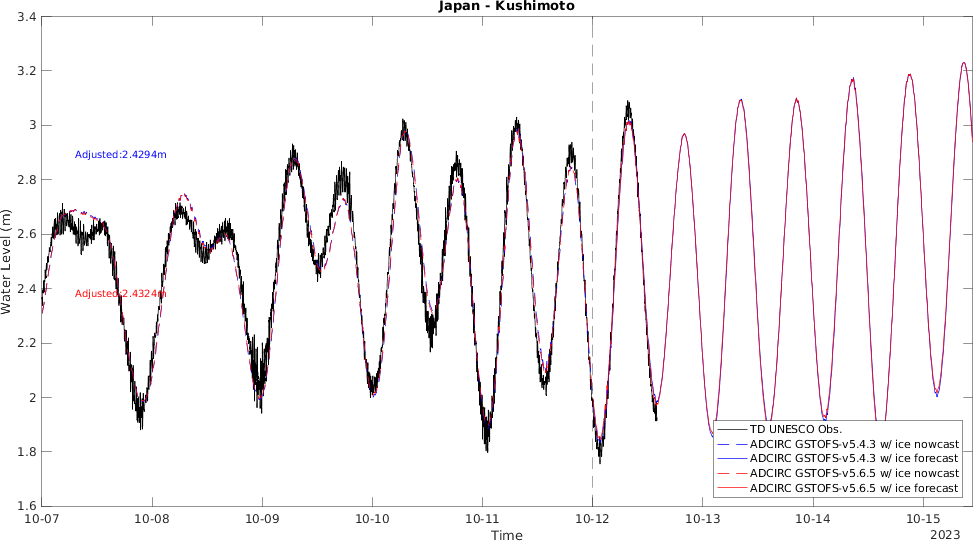 Japan - Kushimoto
3.4
3.2
3
2.8
2.6
2.4
2.2
2
1.8
1.6
Water Level (m)
Adjusted:2.4294m
Adjusted:2.4324m
TD UNESCO Obs.
ADCIRC GSTOFS-v5.4.3 w/ ice nowcast
ADCIRC GSTOFS-v5.4.3 w/ ice forecast
ADCIRC GSTOFS-v5.6.5 w/ ice nowcast
ADCIRC GSTOFS-v5.6.5 w/ ice forecast
10-07 10-08 10-09 10-10 10-11 10-12 10-13 10-14 10-15
Time
2023